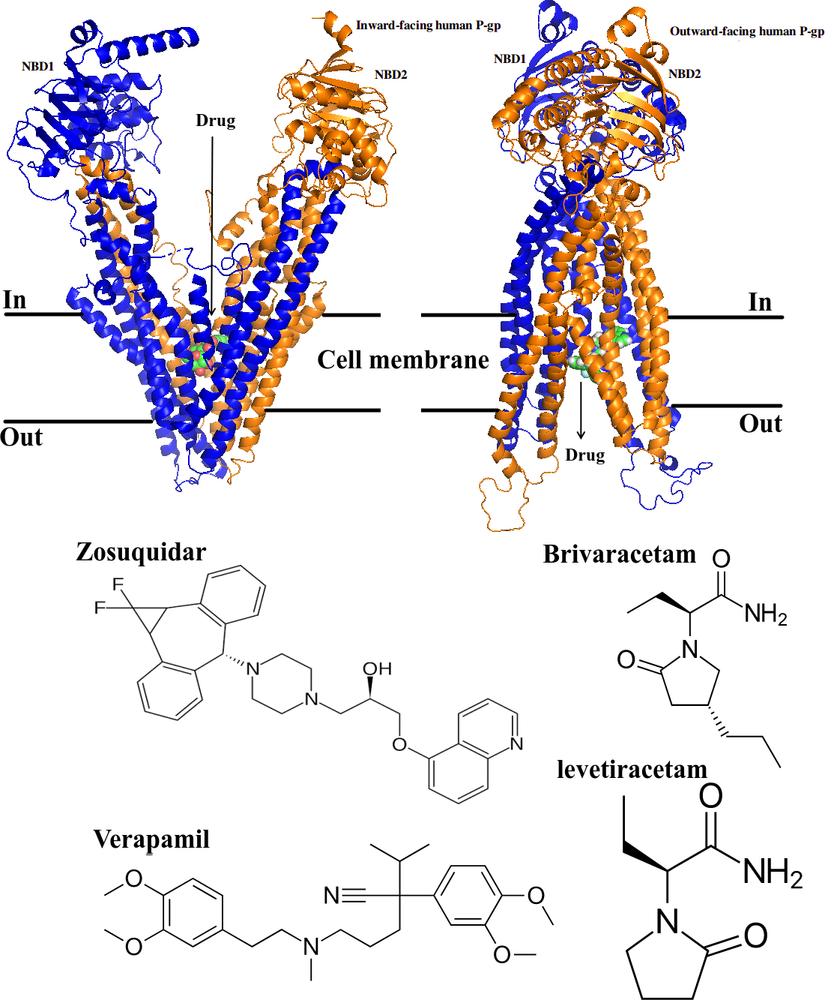 Inward-facing human P-gp
Outward-facing human P-gp
NBD1
NBD2
NBD1
NBD2
Drug
In
In
Cell membrane
Out
Out
Drug
Zosuquidar
F
F
N
N
OH
O
N
Brivaracetam
O
NH2
N
O
levetiracetam
O
NH2
N
O
Verapamil
O
O
N
N
O
O